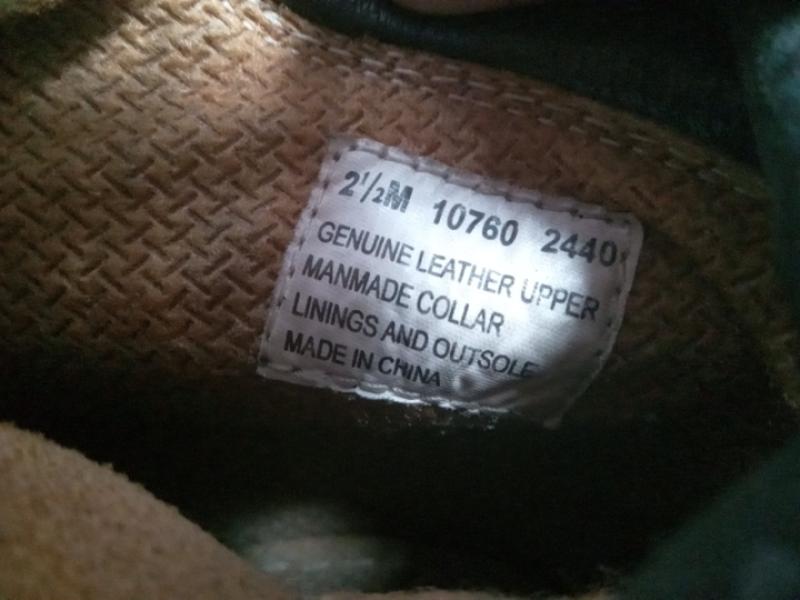 2½M 10760 2440
GENUINE LEATHER UPPER
MANMADE COLLAR
LININGS AND OUTSOLE
MADE IN CHINA